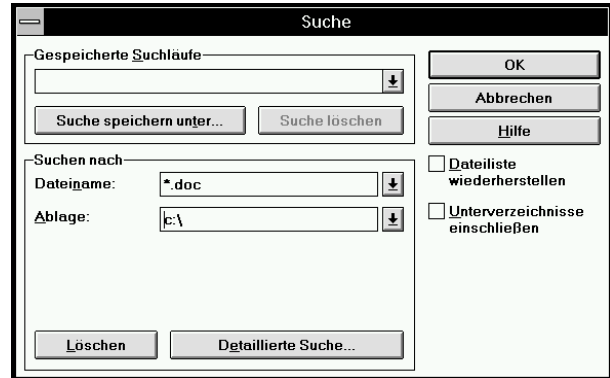 Suche
Gespeicherte Suchläufe
Suche speichern unter...
Suche löschen
Suchen nach
Dateiname:
*.doc
Ablage:
c:\
Löschen
Detaillierte Suche...
OK
Abbrechen
Hilfe
Dateiliste
wiederherstellen
Unterverzeichnisse
einschließen